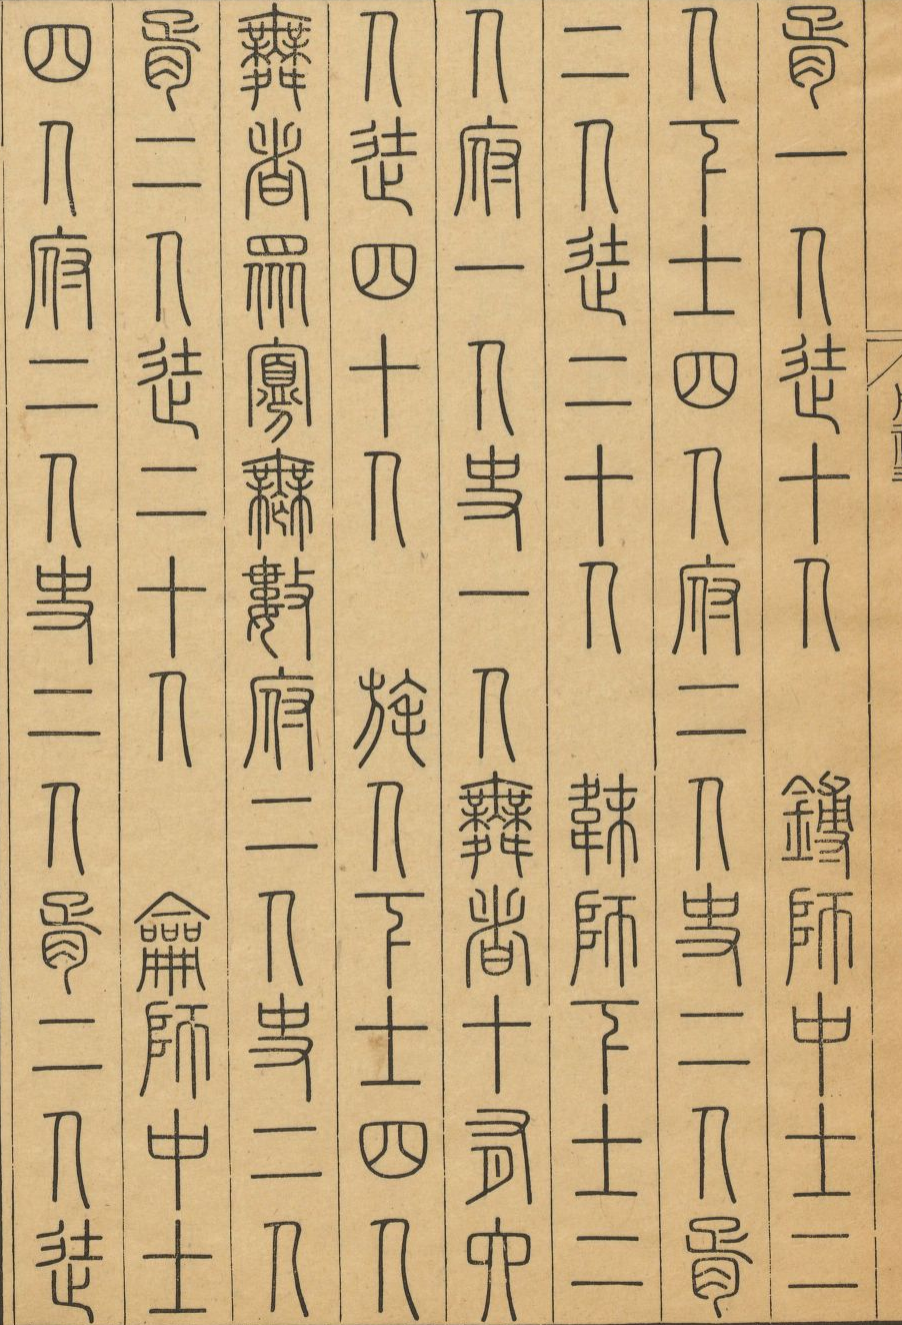 胥一人徒十人　鎛師中士二
人下士四人府二人史二人胥
二人徒二十人　韎師下士二
人府一人史一人舞者十有六
人徒四十人　旄人下士四人
舞者眾寡無數府二人史二人
胥二人徒二十人　龠師中士
四人府二人史二人胥二人徒